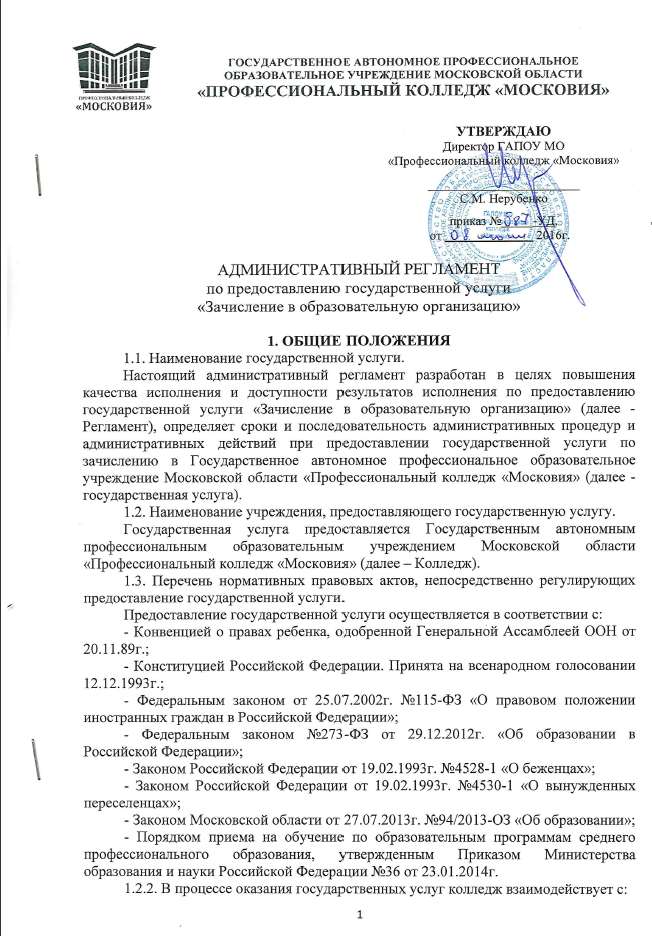 ГОСУДАРСТВЕННОЕ АВТОНОМНОЕ ПРОФЕССИОНАЛЬНОЕ
ОБРАЗОВАТЕЛЬНОЕ УЧРЕЖДЕНИЕ МОСКОВСКОЙ ОБЛАСТИ
«ПРОФЕССИОНАЛЬНЫЙ КОЛЛЕДЖ «МОСКОВИЯ»
ПРОФЕССИОНАЛЬНЫЙ КОЛЛЕДЖ
«МОСКОВИЯ»
УТВЕРЖДАЮ
Директор ГАПОУ МО
«Профессиональный колледж «Московия»
С.М. Нерубенко
приказ № 587 -УД,
от 08 2016г.
АДМИНИСТРАТИВНЫЙ РЕГЛАМЕНТ
по предоставлению государственной услуги
«Зачисление в образовательную организацию»
1. ОБЩИЕ ПОЛОЖЕНИЯ
1.1. Наименование государственной услуги.
Настоящий административный регламент разработан в целях повышения
качества исполнения и доступности результатов исполнения по предоставлению
государственной услуги «Зачисление в образовательную организацию» (далее -
Регламент), определяет сроки и последовательность административных процедур и
административных действий при предоставлении государственной услуги по
зачислению в Государственное автономное профессиональное образовательное
учреждение Московской области «Профессиональный колледж «Московия» (далее -
государственная услуга).
1.2. Наименование учреждения, предоставляющего государственную услугу.
Государственная услуга предоставляется Государственным автономным
профессиональным образовательным учреждением Московской области
«Профессиональный колледж «Московия» (далее – Колледж).
1.3. Перечень нормативных правовых актов, непосредственно регулирующих
предоставление государственной услуги.
Предоставление государственной услуги осуществляется в соответствии с:
- Конвенцией о правах ребенка, одобренной Генеральной Ассамблеей ООН от
20.11.89г.;
- Конституцией Российской Федерации. Принята на всенародном голосовании
12.12.1993г.;
- Федеральным законом от 25.07.2002г. №115-ФЗ «О правовом положении
иностранных граждан в Российской Федерации»;
- Федеральным законом №273-ФЗ от 29.12.2012г. «Об образовании в
Российской Федерации»;
- Законом Российской Федерации от 19.02.1993г. №4528-1 «О беженцах»;
- Законом Российской Федерации от 19.02.1993г. №4530-1 «О вынужденных
переселенцах»;
- Законом Московской области от 27.07.2013г. №94/2013-ОЗ «Об образовании»;
- Порядком приема на обучение по образовательным программам среднего
профессионального образования, утвержденным Приказом Министерства
образования и науки Российской Федерации №36 от 23.01.2014г.
1.2.2. В процессе оказания государственных услуг колледж взаимодействует с:
1